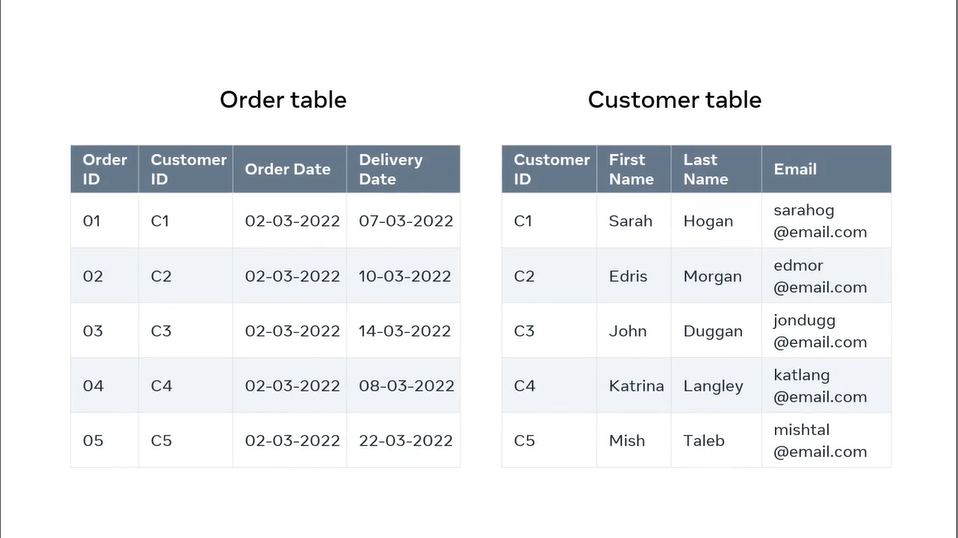 Order table
Order ID Customer ID Order Date Delivery Date
01 C1 02-03-2022 07-03-2022
02 C2 02-03-2022 10-03-2022
03 C3 02-03-2022 14-03-2022
04 C4 02-03-2022 08-03-2022
05 C5 02-03-2022 22-03-2022
Customer table
Customer ID First Name Last Name Email
C1 Sarah Hogan sarahog@email.com
C2 Edris Morgan edmor@email.com
C3 John Duggan jondugg@email.com
C4 Katrina Langley katlang@email.com
C5 Mish Taleb mishtal@email.com